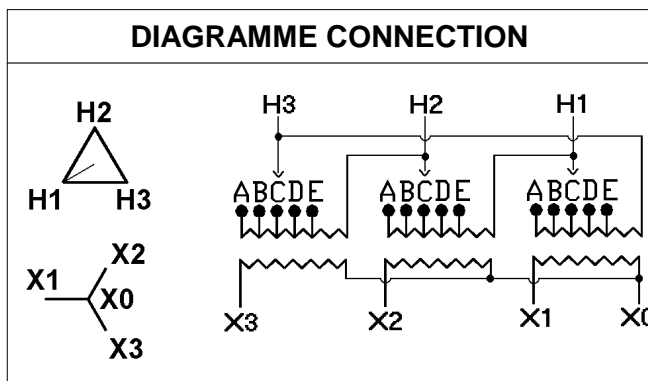 DIAGRAMME CONNECTION
H2
H1 H3
X2
X1 X0
X3
H3 H2 H1
ABCDE ABCDE ABCDE
X3 X2 X1 X0